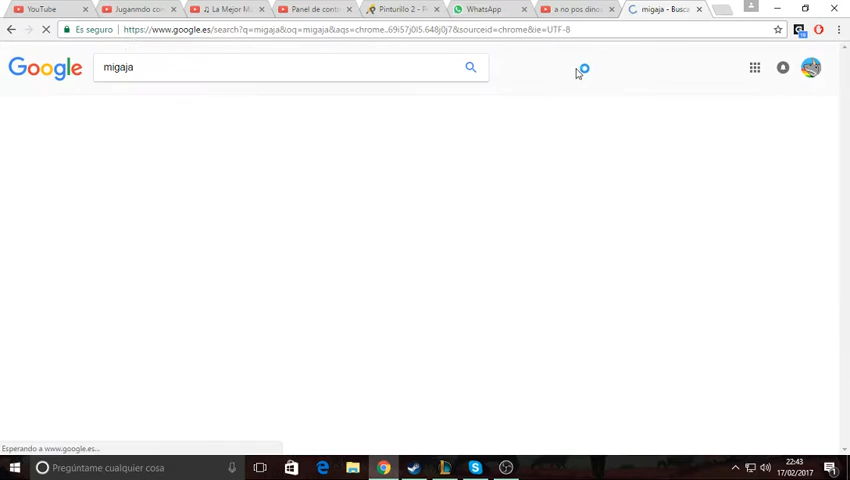 YouTube
Juganmdo con
♫ La Mejor M
Panel de contr
Pinturillo 2 - P
WhatsApp
a no pos dinos
migaja - Busca
Es seguro
https://www.google.es/search?q=migaja&oq=migaja&aqs=chrome..69i57j0l5.648j0j7&sourceid=chrome&ie=UTF-8
Google
migaja
Esperando a www.google.es...
Pregúntame cualquier cosa
22:43
17/02/2017